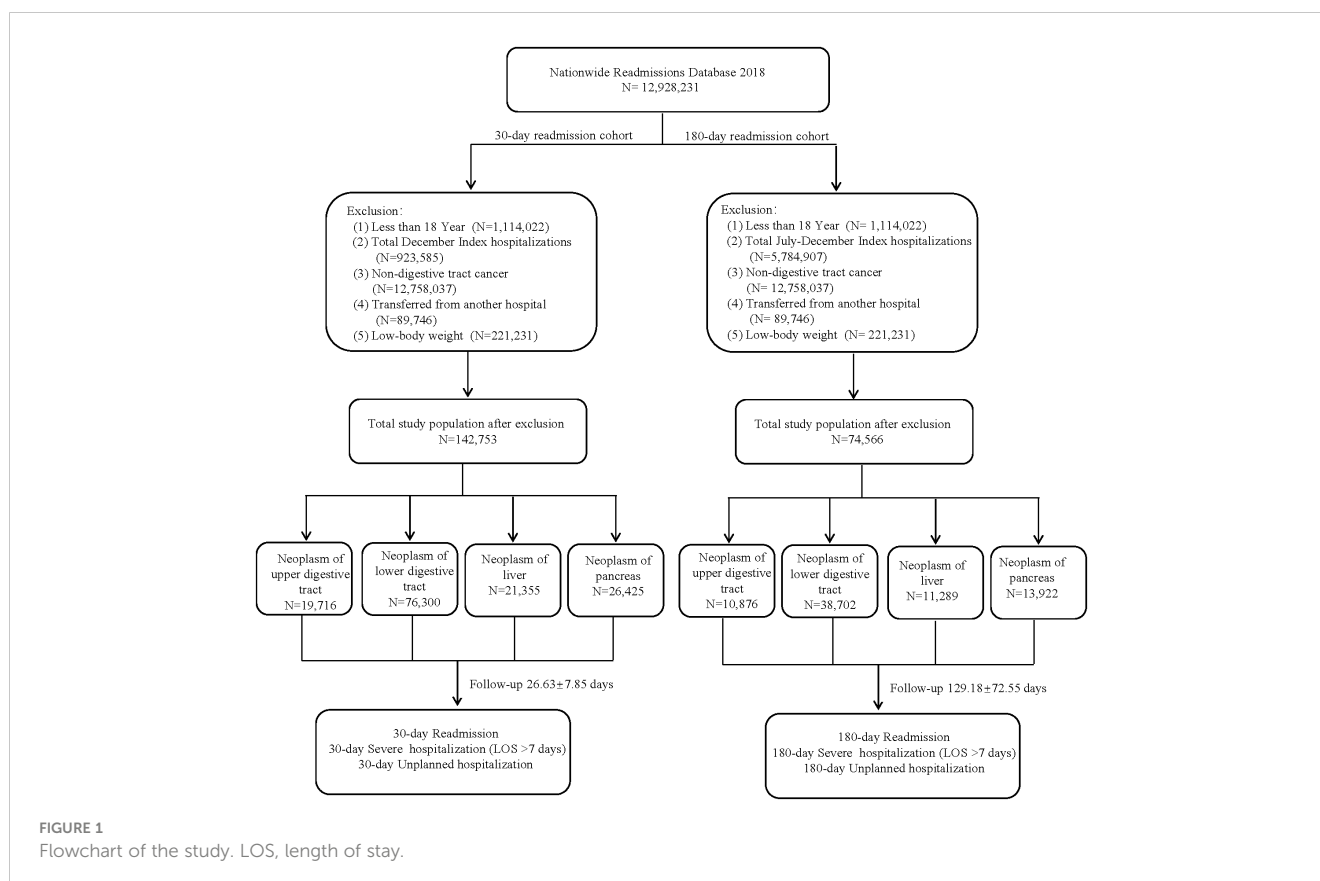 Nationwide Readmissions Database 2018
N= 12,928,231
30-day readmission cohort
180-day readmission cohort
Exclusion:
(1) Less than 18 Year (N=1,114,022)
(2) Total December Index hospitalizations
(N=923,585)
(3) Non-digestive tract cancer
(N=12,758,037)
(4) Transferred from another hospital
(N=89,746)
(5) Low-body weight (N=221,231)
Exclusion:
(1) Less than 18 Year (N= 1,114,022)
(2) Total July-December Index hospitalizations
(N=5,784,907)
(3) Non-digestive tract cancer
(N= 12,758,037)
(4) Transferred from another hospital
(N= 89,746)
(5) Low-body weight (N= 221,231)
Total study population after exclusion
N=142,753
Total study population after exclusion
N=74,566
Neoplasm of
upper digestive
tract
N=19,716
Neoplasm of
lower digestive
tract
N=76,300
Neoplasm of
liver
N=21,355
Neoplasm of
pancreas
N=26,425
Neoplasm of
upper digestive
tract
N=10,876
Neoplasm of
lower digestive
tract
N=38,702
Neoplasm of
liver
N=11,289
Neoplasm of
pancreas
N=13,922
Follow-up 26.63±7.85 days
Follow-up 129.18±72.55 days
30-day Readmission
30-day Severe hospitalization (LOS >7 days)
30-day Unplanned hospitalization
180-day Readmission
180-day Severe hospitalization (LOS >7 days)
180-day Unplanned hospitalization
FIGURE 1
Flowchart of the study. LOS, length of stay.